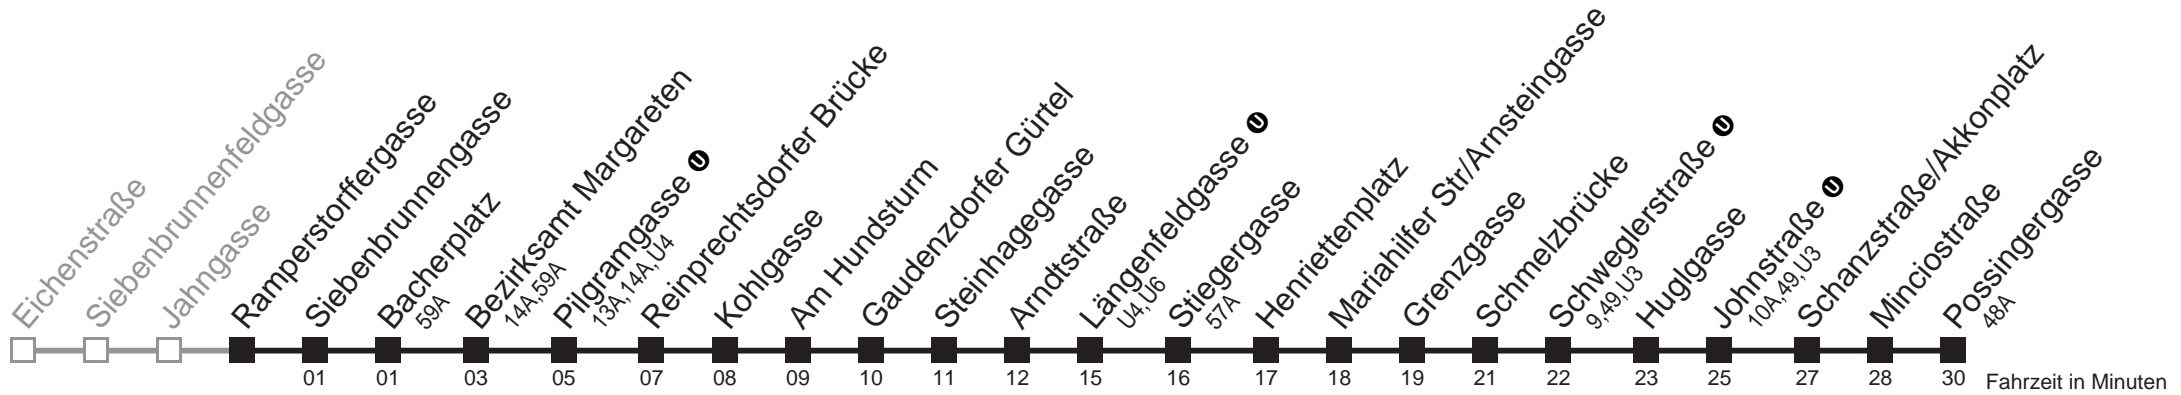 Eichenstraße
Siebenbrunnenfeldgasse
Jahngasse
Ramperstorffergasse
Siebenbrunnengasse
Bacherplatz
59A
Bezirksamt Margareten
14A,59A
Pilgramgasse U
13A,14A,U4
Reinprechtsdorfer Brücke
Kohlgasse
Am Hundsturm
Gaudenzdorfer Gürtel
Steinhagegasse
Arndtstraße
Längenfeldgasse U
U4,U6
Stiegergasse
57A
Henriettenplatz
Mariahilfer Str/Arnsteingasse
Grenzgasse
Schmelzbrücke
Schweglerstraße U
9,49,U3
Huglgasse
Johnstraße U
10A,49,U3
Schanzstraße/Akkonplatz
Minciostraße
Possingergasse
48A
01 01 03 05 07 08 09 10 11 12 15 16 17 18 19 21 22 23 25 27 28 30 Fahrzeit in Minuten